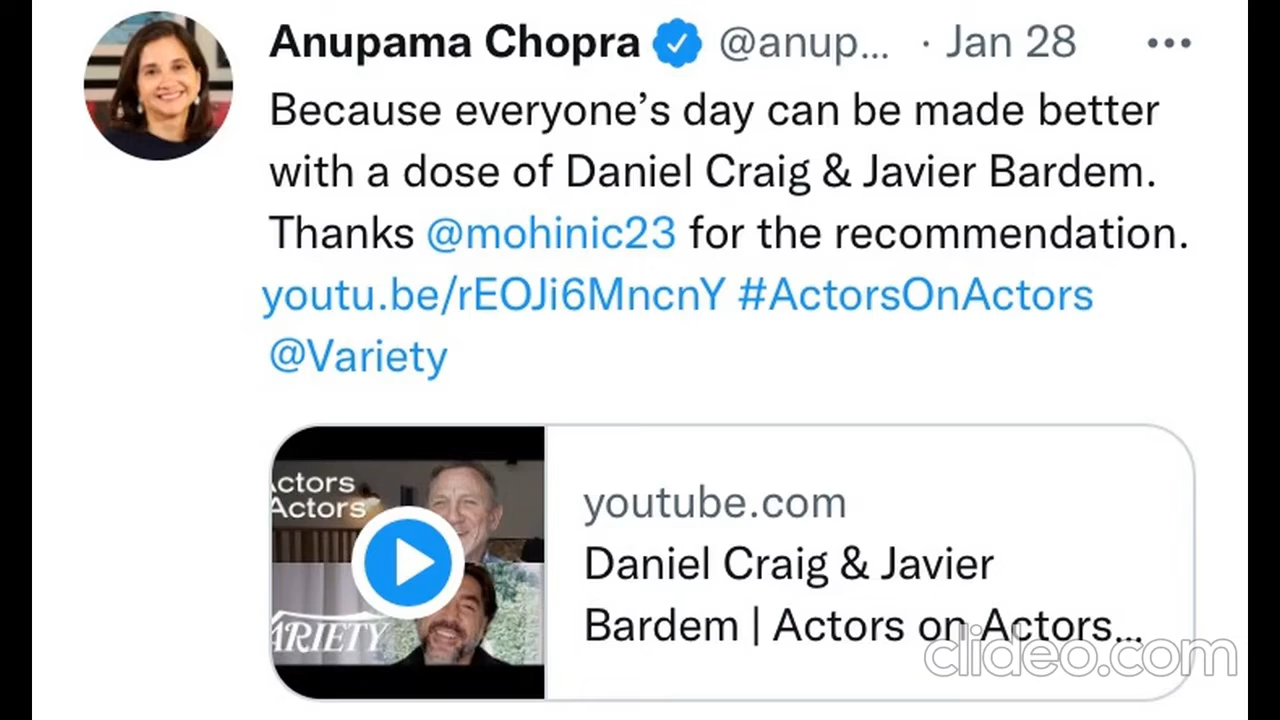 Anupama Chopra @anup... · Jan 28
Because everyone’s day can be made better
with a dose of Daniel Craig & Javier Bardem.
Thanks @mohinic23 for the recommendation.
youtu.be/rEOJi6MncnY #ActorsOnActors
@Variety
Actors
Actors
ARIETY
youtube.com
Daniel Craig & Javier
Bardem | Actors on Actors...
clideo.com